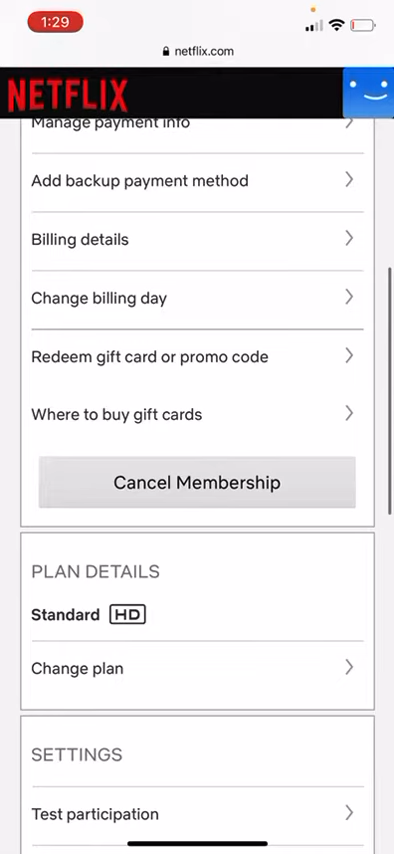 1:29
netflix.com
NETFLIX
Manage payment info
Add backup payment method
Billing details
Change billing day
Redeem gift card or promo code
Where to buy gift cards
Cancel Membership
PLAN DETAILS
Standard HD
Change plan
SETTINGS
Test participation